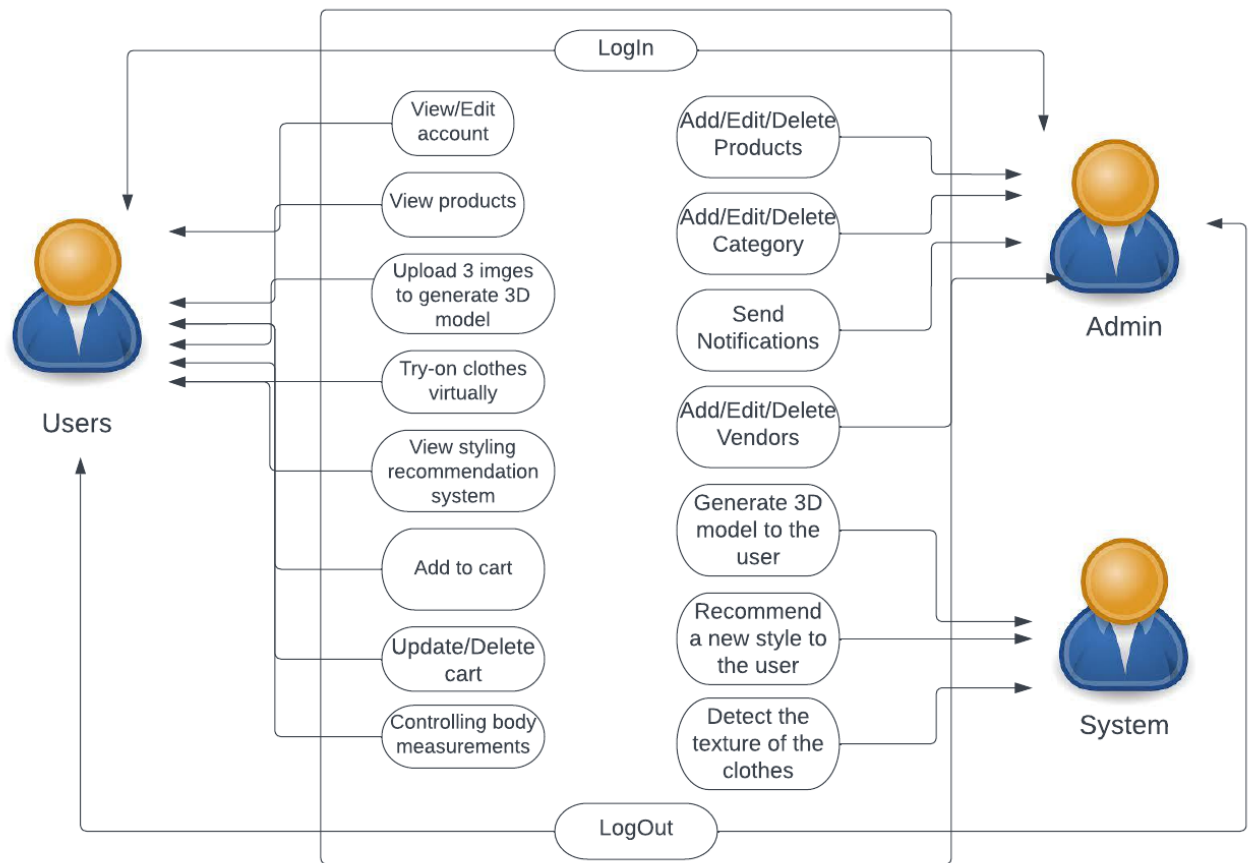 LogIn
View/Edit
account
View products
Upload 3 imges
to generate 3D
model
Try-on clothes
virtually
View styling
recommendation
system
Add to cart
Update/Delete
cart
Controlling body
measurements
Add/Edit/Delete
Products
Add/Edit/Delete
Category
Send
Notifications
Add/Edit/Delete
Vendors
Generate 3D
model to the
user
Recommend
a new style to
the user
Detect the
texture of the
clothes
LogOut
Users
Admin
System